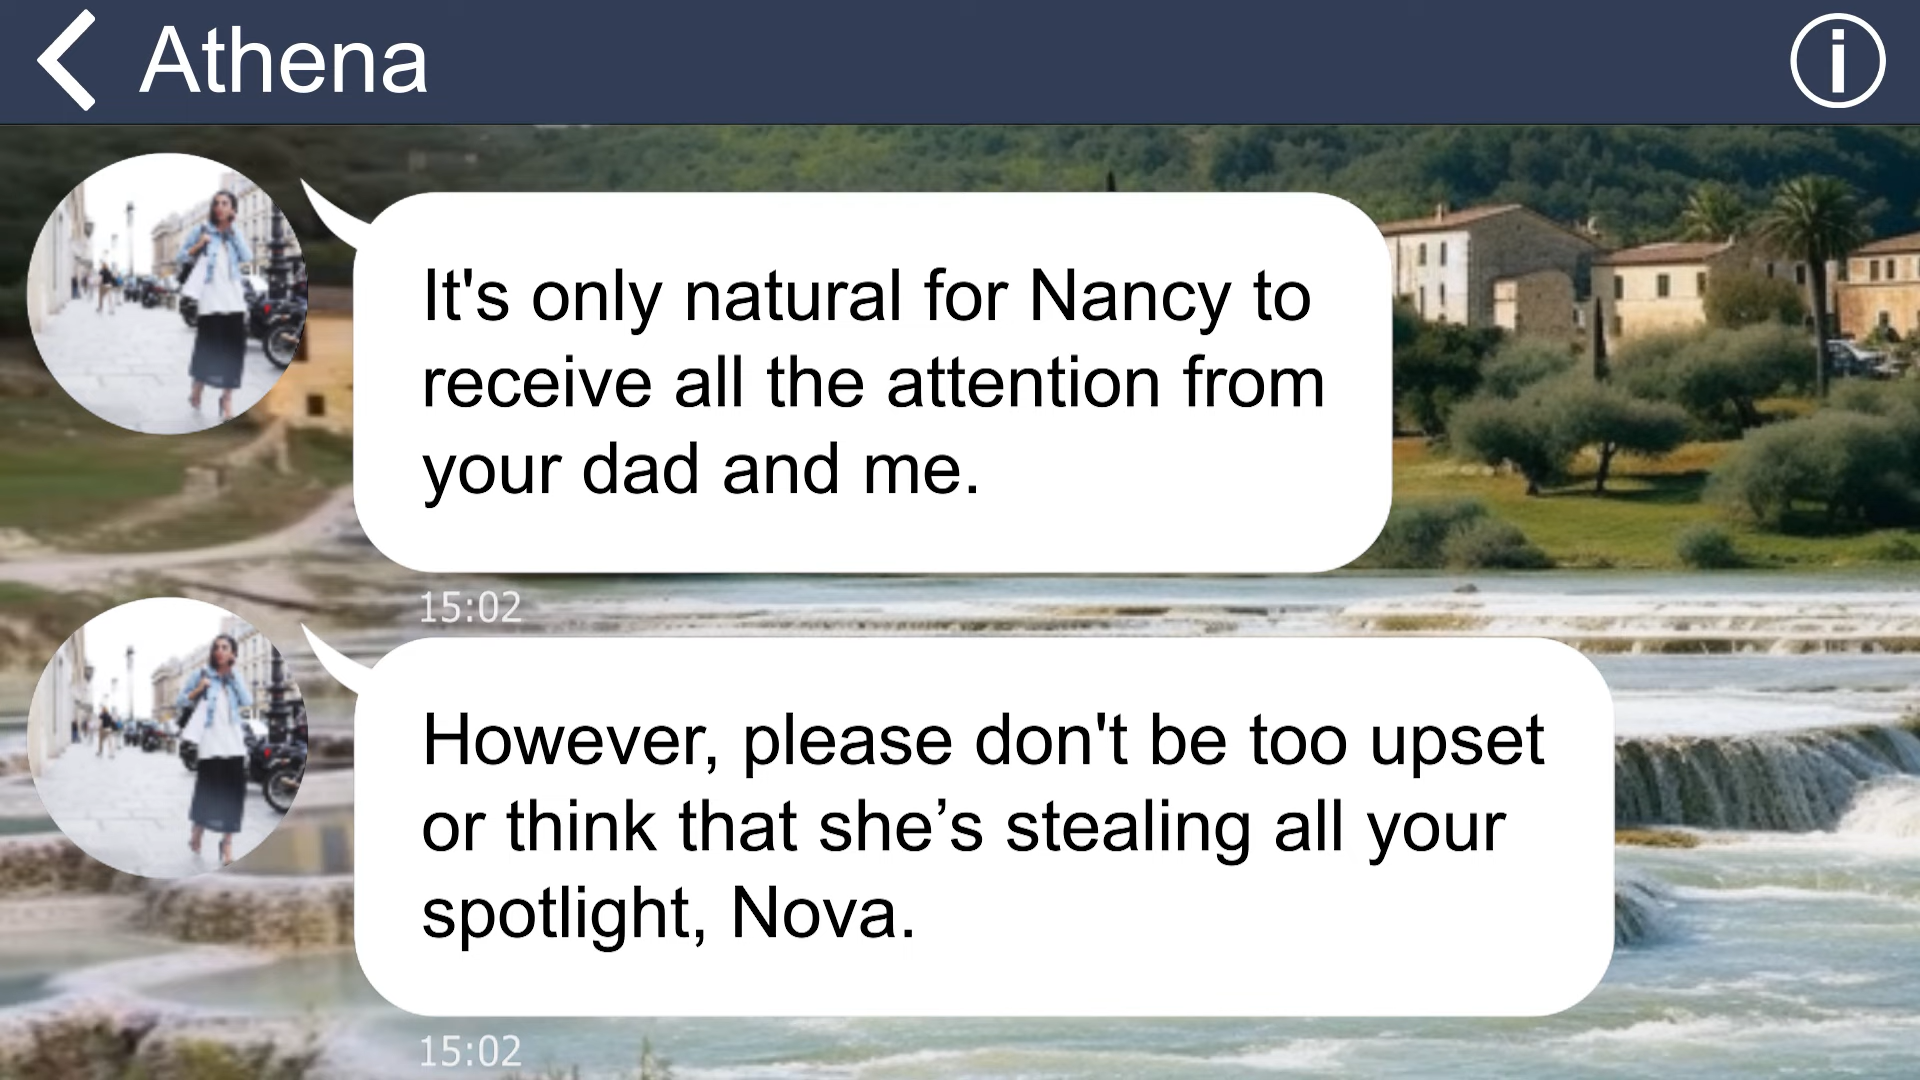 Athena
It's only natural for Nancy to
receive all the attention from
your dad and me.
15:02
However, please don't be too upset
or think that she’s stealing all your
spotlight, Nova.
15:02